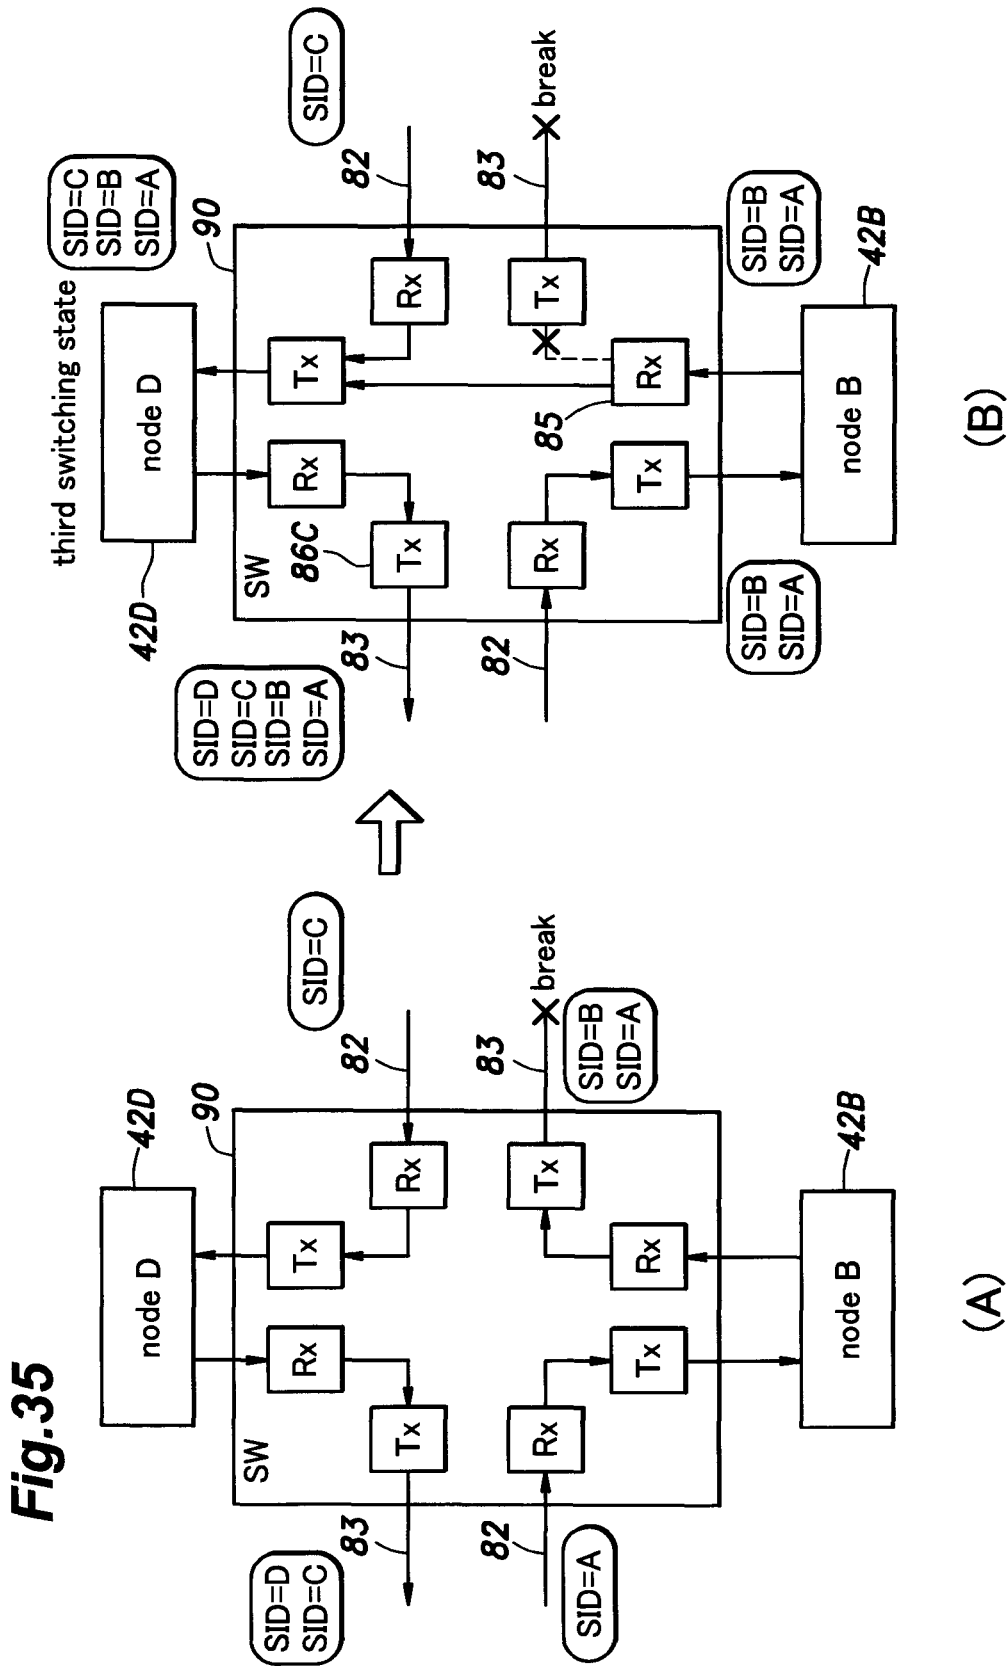 Fig.35
SID=D
SID=C
83
SW
node D
42D
90
82
SID=C
Rx
Tx
Tx
Rx
Rx
Tx
Tx
Rx
82
SID=A
83
break
SID=B
SID=A
node B
42B
(A)
third switching state
SID=D
SID=C
SID=B
SID=A
83
42D
SW
node D
90
SID=C
SID=B
SID=A
82
SID=C
Rx
Tx
86C
Tx
Rx
Rx
Tx
85
Rx
Tx
82
83
break
SID=B
SID=A
SID=B
SID=A
node B
42B
(B)